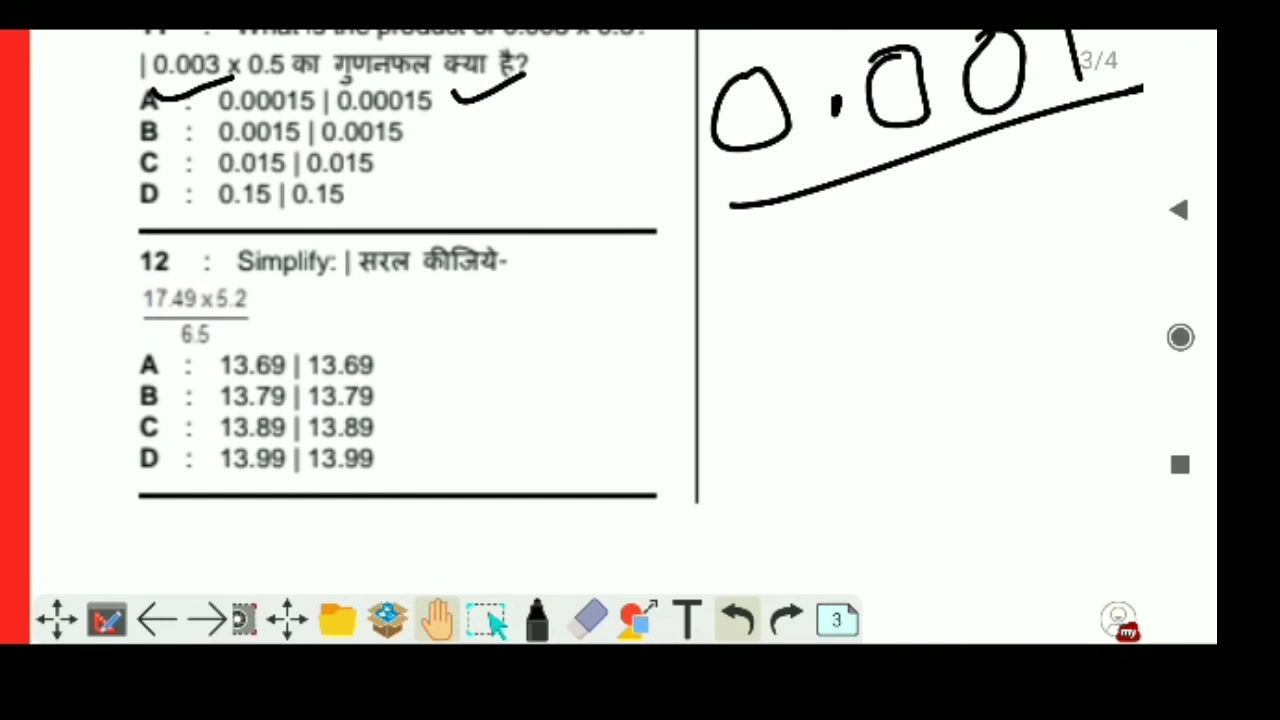 | 0.003 x 0.5 का गुणनफल क्या है?
A : 0.00015 | 0.00015
B : 0.0015 | 0.0015
C : 0.015 | 0.015
D : 0.15 | 0.15
12 : Simplify: | सरल कीजिये-
17.49 x 5.2
6.5
A : 13.69 | 13.69
B : 13.79 | 13.79
C : 13.89 | 13.89
D : 13.99 | 13.99
0.001
3/4
T
3
my